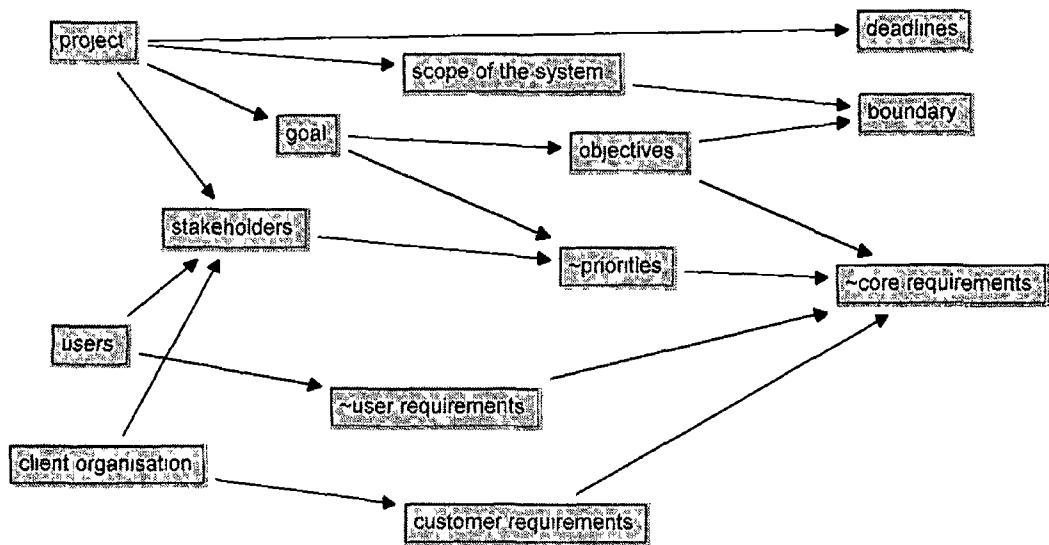 project
deadlines
scope of the system
boundary
goal
objectives
stakeholders
~priorities
~core requirements
users
~user requirements
client organisation
customer requirements